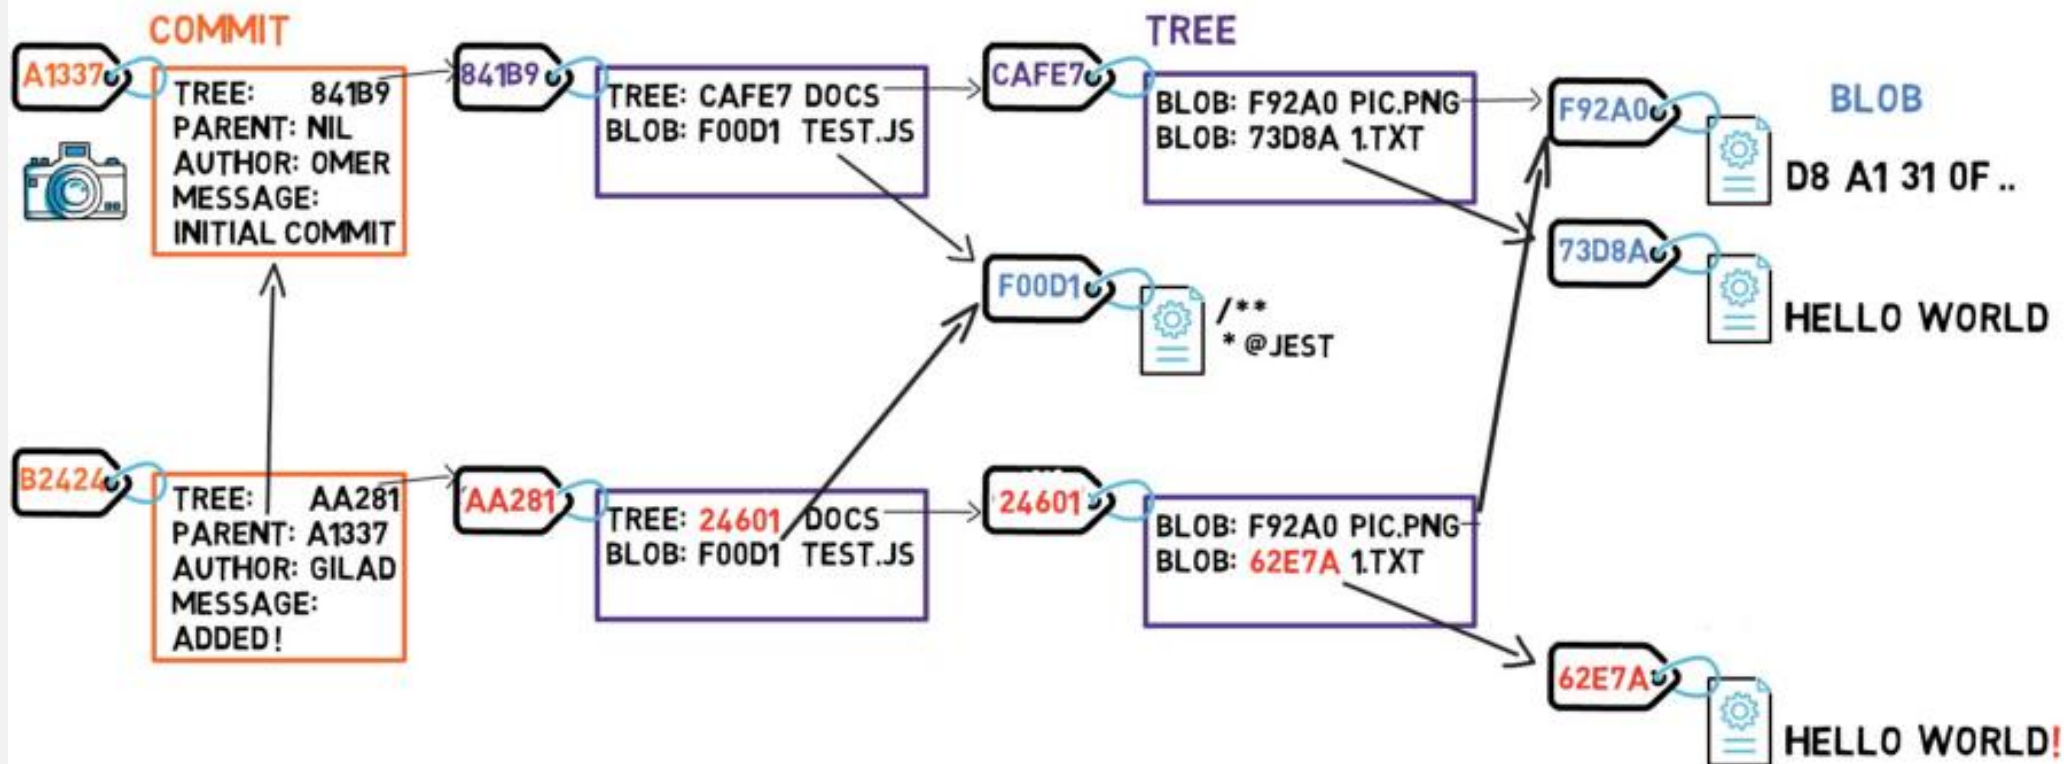 COMMIT
A1337
TREE: 841B9
PARENT: NIL
AUTHOR: OMER
MESSAGE:
INITIAL COMMIT
841B9
TREE: CAFE7 DOCS
BLOB: F00D1 TEST.JS
TREE
CAFE7
BLOB: F92A0 PIC.PNG
BLOB: 73D8A 1.TXT
BLOB
F92A0
D8 A1 31 0F ..
73D8A
HELLO WORLD
F00D1
/**
* @JEST
B2424
TREE: AA281
PARENT: A1337
AUTHOR: GILAD
MESSAGE:
ADDED!
AA281
TREE: 24601 DOCS
BLOB: F00D1 TEST.JS
24601
BLOB: F92A0 PIC.PNG
BLOB: 62E7A 1.TXT
62E7A
HELLO WORLD!